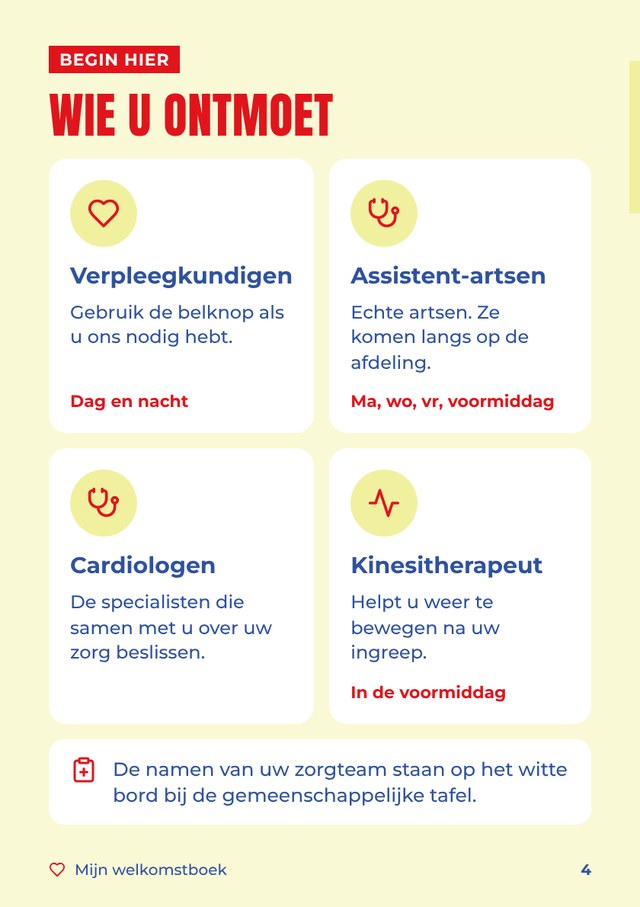 BEGIN HIER
WIE U ONTMOET
Verpleegkundigen
Gebruik de belknop als
u ons nodig hebt.
Dag en nacht
Assistent-artsen
Echte artsen. Ze
komen langs op de
afdeling.
Ma, wo, vr, voormiddag
Cardiologen
De specialisten die
samen met u over uw
zorg beslissen.
Kinesitherapeut
Helpt u weer te
bewegen na uw
ingreep.
In de voormiddag
De namen van uw zorgteam staan op het witte
bord bij de gemeenschappelijke tafel.
Mijn welkomstboek
4